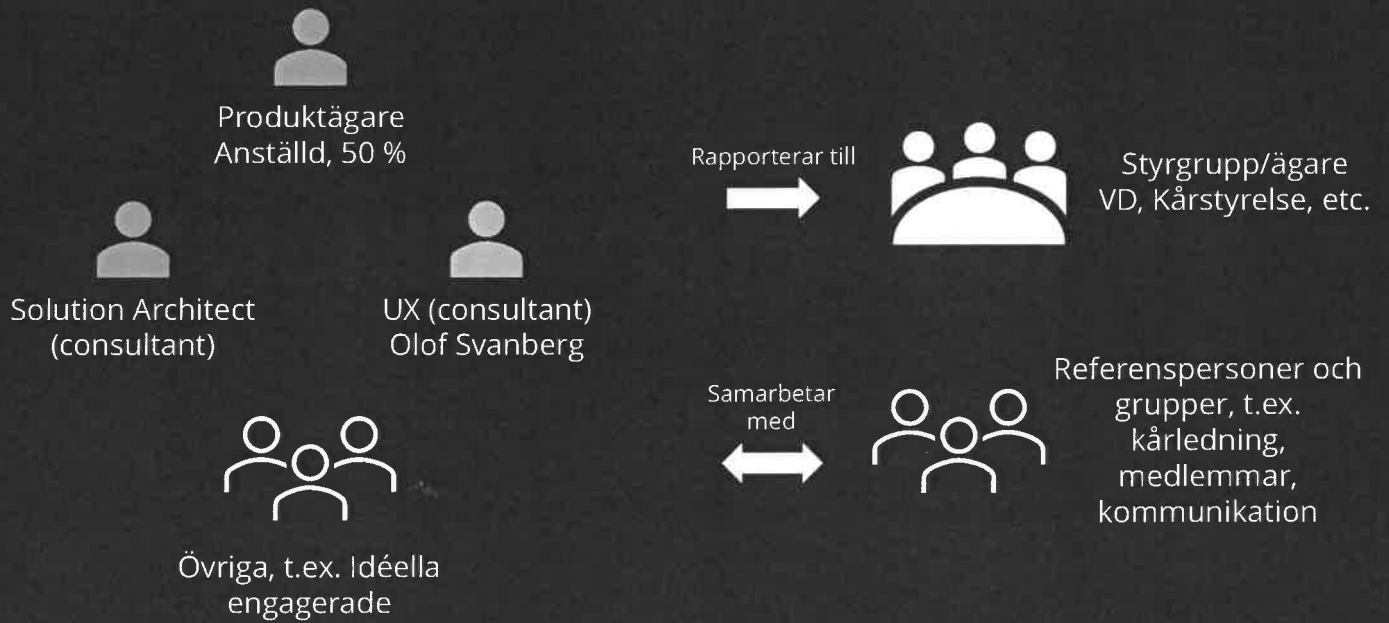 Produktägare
Anställd, 50 %
Solution Architect
(consultant)
UX (consultant)
Olof Svanberg
Övriga, t.ex. Idéella
engagerade
Rapporterar till
Styrgrupp/ägare
VD, Kårstyrelse, etc.
Samarbetar
med
Referenspersoner och
grupper, t.ex.
kårledning,
medlemmar,
kommunikation